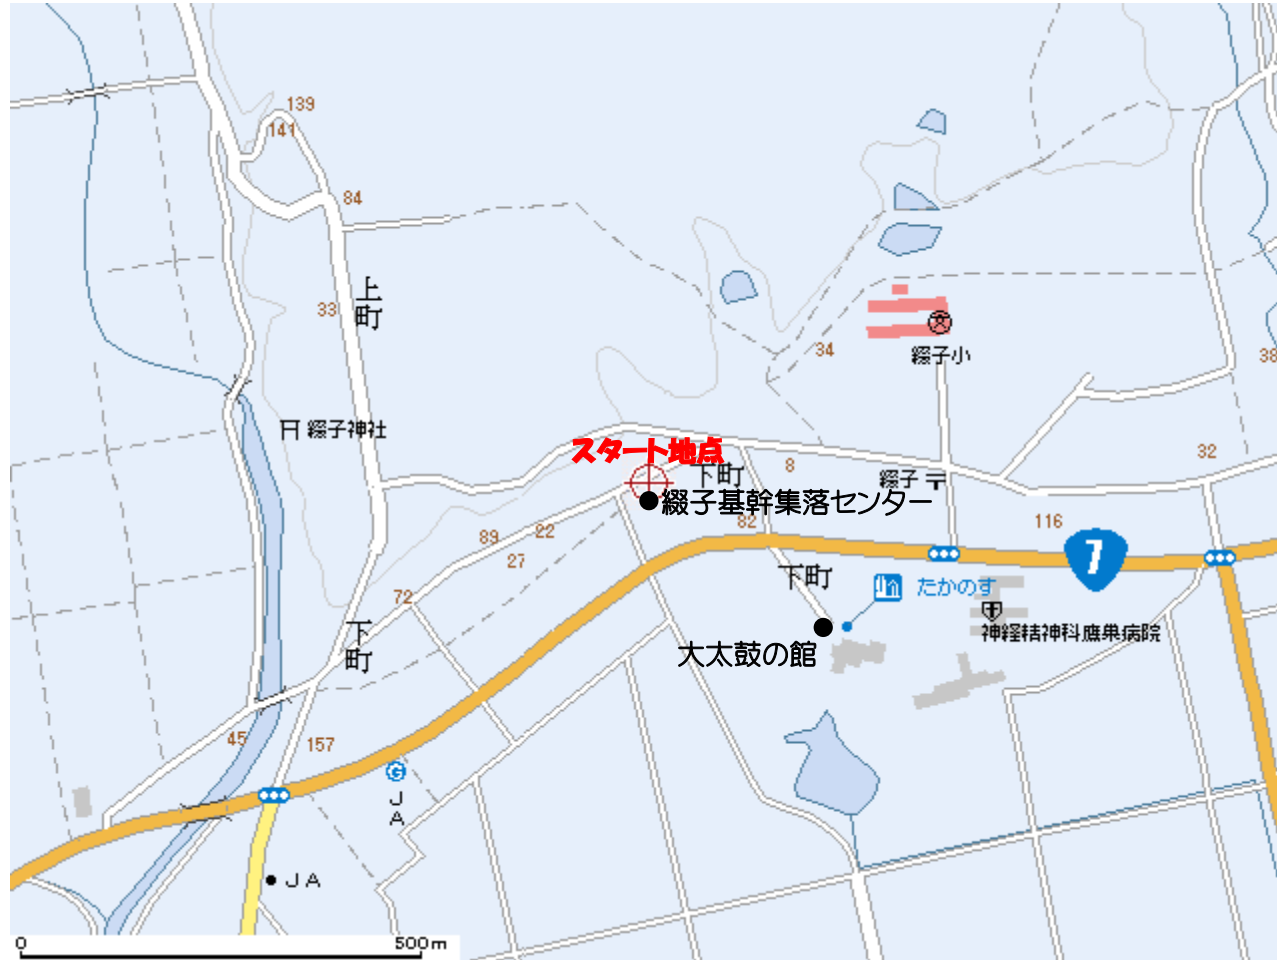 139
141
84
上町
33
34
綴子小
38
綴子神社
スタート地点
下町
8
綴子
32
綴子基幹集落センター
89
22
82
116
27
7
下町
たかのす
72
下町
大太鼓の館
神経精神科鷹巣病院
45
157
JA
JA
0
500m